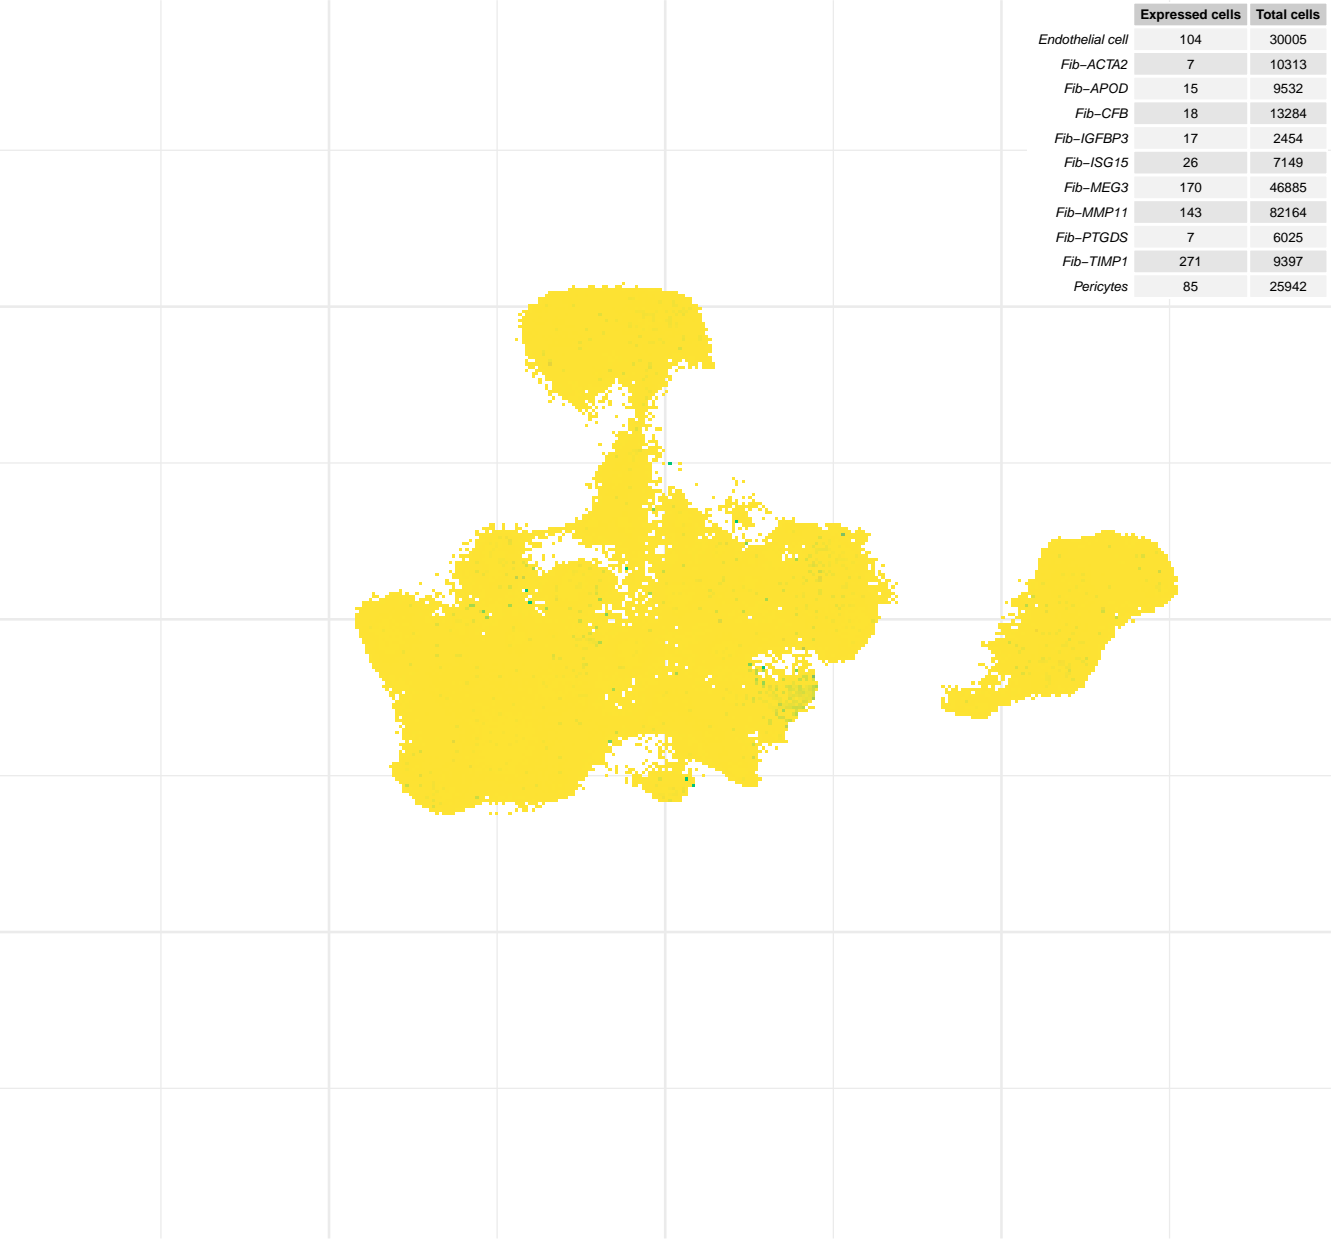 Expressed cells Total cells
Endothelial cell 104 30005
Fib−ACTA2 7 10313
Fib−APOD 15 9532
Fib−CFB 18 13284
Fib−IGFBP3 17 2454
Fib−ISG15 26 7149
Fib−MEG3 170 46885
Fib−MMP11 143 82164
Fib−PTGDS 7 6025
Fib−TIMP1 271 9397
Pericytes 85 25942